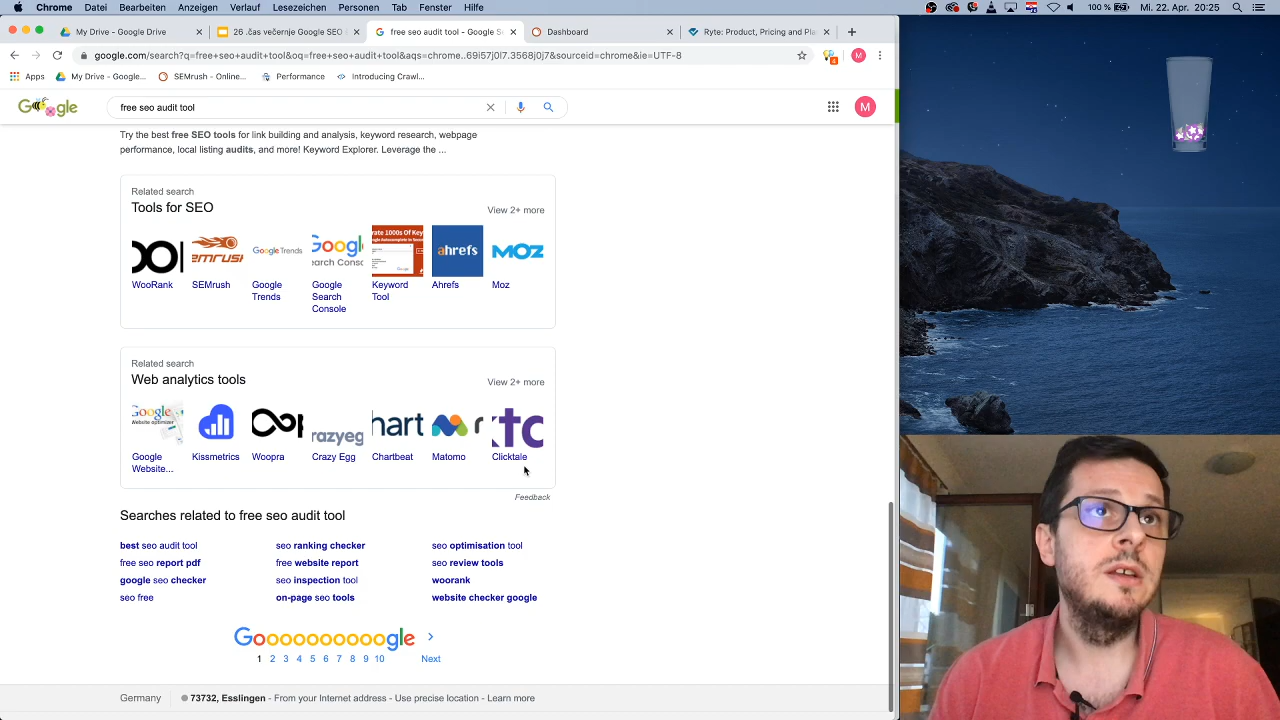 Chrome Datei Bearbeiten Anzeigen Verlauf Lesezeichen Personen Tab Fenster Hilfe 100 % Mi. 22. Apr. 20:25
My Drive - Google Drive 26 .čas večernje Google SEO free seo audit tool - Google S Dashboard Ryte: Product, Pricing and Pla
google.com/search?q=free+seo+audit+tool&oq=free+seo+audit+tool&aqs=chrome..69i57j0l7.3568j0j7&sourceid=chrome&ie=UTF-8
M
Apps My Drive - Google... SEMrush - Online... Performance Introducing Crawl...
Google free seo audit tool M
Try the best free SEO tools for link building and analysis, keyword research, webpage
performance, local listing audits, and more! Keyword Explorer. Leverage the ...
Related search
Tools for SEO
View 2+ more
WooRank SEMrush Google Trends Google Search Console Keyword Tool Ahrefs Moz
Related search
Web analytics tools
View 2+ more
Google Website... Kissmetrics Woopra Crazy Egg Chartbeat Matomo Clicktale
Feedback
Searches related to free seo audit tool
best seo audit tool seo ranking checker seo optimisation tool
free seo report pdf free website report seo review tools
google seo checker seo inspection tool woorank
seo free on-page seo tools website checker google
Goooooooooogle
1 2 3 4 5 6 7 8 9 10 Next
Germany 73732, Esslingen - From your Internet address - Use precise location - Learn more